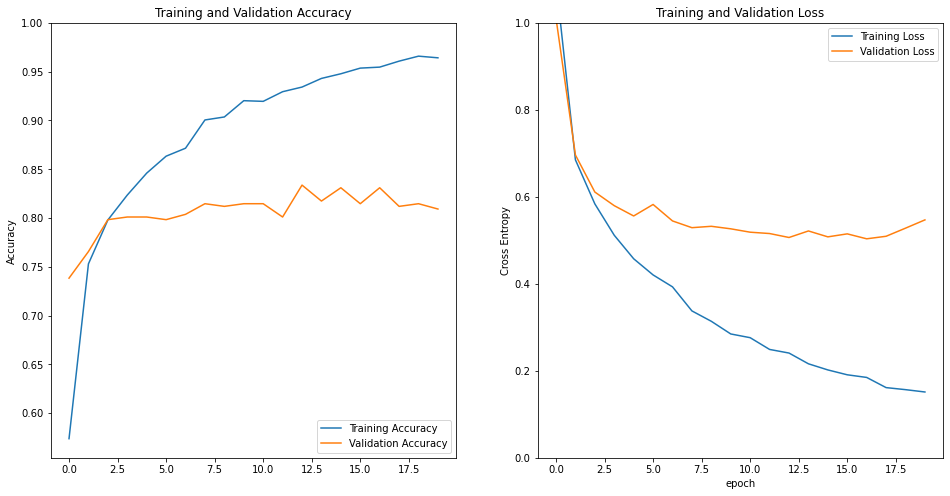 Training and Validation Accuracy
1.00
0.95
0.90
0.85
0.80
0.75
0.70
0.65
0.60
Accuracy
Training Accuracy
Validation Accuracy
0.0 2.5 5.0 7.5 10.0 12.5 15.0 17.5
Training and Validation Loss
1.0
0.8
0.6
0.4
0.2
0.0
Cross Entropy
Training Loss
Validation Loss
0.0 2.5 5.0 7.5 10.0 12.5 15.0 17.5
epoch